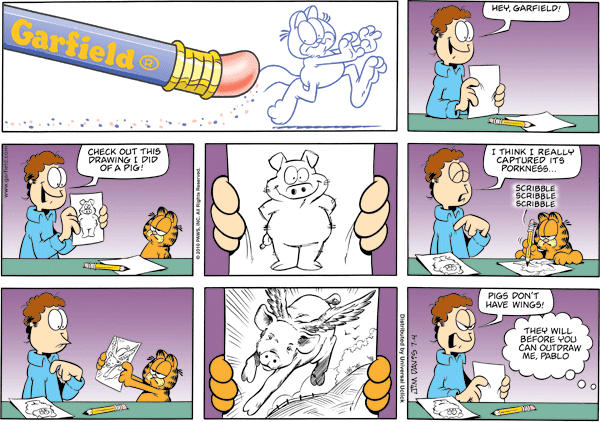 Garfield®
HEY, GARFIELD!
www.garfield.com
CHECK OUT THIS
DRAWING I DID
OF A PIG!
© 2010 PAWS, INC. All Rights Reserved.
I THINK I REALLY
CAPTURED ITS
PORKNESS...
SCRIBBLE
SCRIBBLE
SCRIBBLE
Distributed by Universal Uclick
PIGS DON'T
HAVE WINGS!
THEY WILL
BEFORE YOU
CAN OUTDRAW
ME, PABLO
JIM DAVIS 7-4